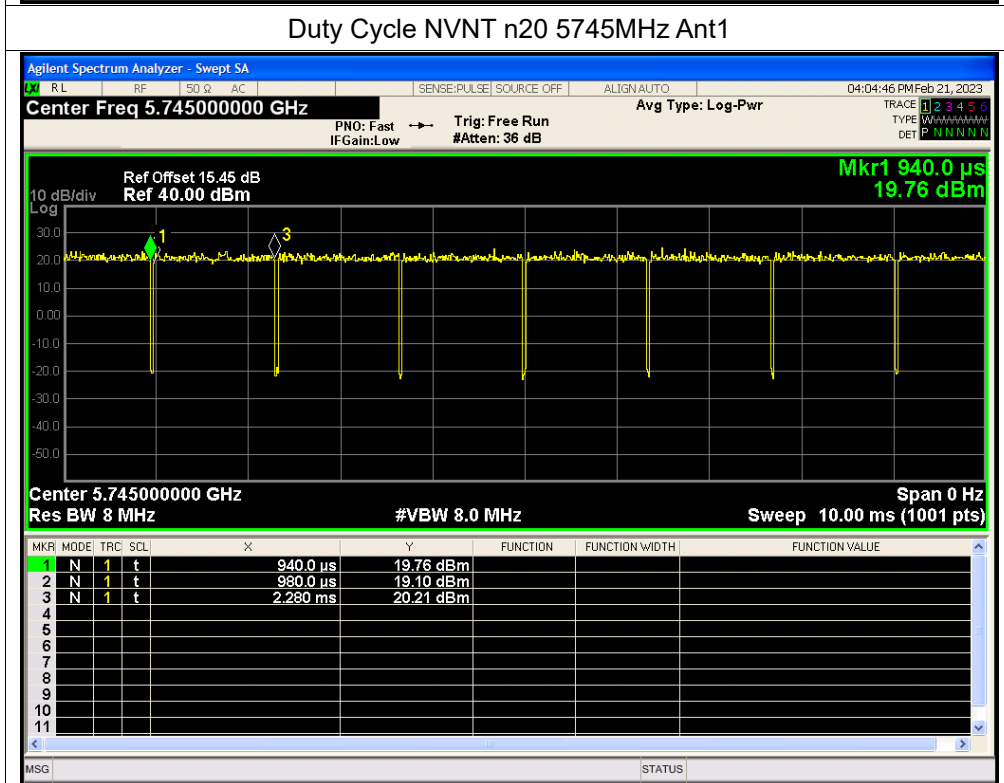 Duty Cycle NVNT n20 5745MHz Ant1
Agilent Spectrum Analyzer - Swept SA
LXI RL RF 50 Ω AC SENSE:PULSE SOURCE OFF ALIGN AUTO 04:04:46 PM Feb 21, 2023
Center Freq 5.745000000 GHz Avg Type: Log-Pwr TRACE 1 2 3 4 5 6
PNO: Fast Trig: Free Run TYPE WWWWWW
IFGain:Low #Atten: 36 dB DET P N N N N N
Mkr1 940.0 µs
Ref Offset 15.45 dB
10 dB/div Ref 40.00 dBm 19.76 dBm
Log
30.0
1
3
20.0
10.0
0.00
-10.0
-20.0
-30.0
-40.0
-50.0
Center 5.745000000 GHz Span 0 Hz
Res BW 8 MHz #VBW 8.0 MHz Sweep 10.00 ms (1001 pts)
MKR MODE TRC SCL X Y FUNCTION FUNCTION WIDTH FUNCTION VALUE
1 N 1 t 940.0 µs 19.76 dBm
2 N 1 t 980.0 µs 19.10 dBm
3 N 1 t 2.280 ms 20.21 dBm
4
5
6
7
8
9
10
11
MSG STATUS